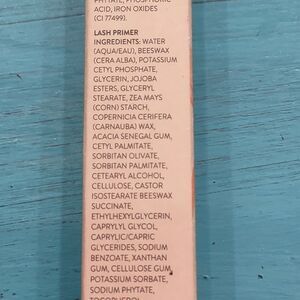 PHYTATE, PHOSPHORIC
ACID, IRON OXIDES
(CI 77499).
LASH PRIMER
INGREDIENTS: WATER
(AQUA/EAU), BEESWAX
(CERA ALBA), POTASSIUM
CETYL PHOSPHATE,
GLYCERIN, JOJOBA
ESTERS, GLYCERYL
STEARATE, ZEA MAYS
(CORN) STARCH,
COPERNICIA CERIFERA
(CARNAUBA) WAX,
ACACIA SENEGAL GUM,
CETYL PALMITATE,
SORBITAN OLIVATE,
SORBITAN PALMITATE,
CETEARYL ALCOHOL,
CELLULOSE, CASTOR
ISOSTEARATE BEESWAX
SUCCINATE,
ETHYLHEXYLGLYCERIN,
CAPRYLYL GLYCOL,
CAPRYLIC/CAPRIC
GLYCERIDES, SODIUM
BENZOATE, XANTHAN
GUM, CELLULOSE GUM,
POTASSIUM SORBATE,
SODIUM PHYTATE,
TOCOPHEROL